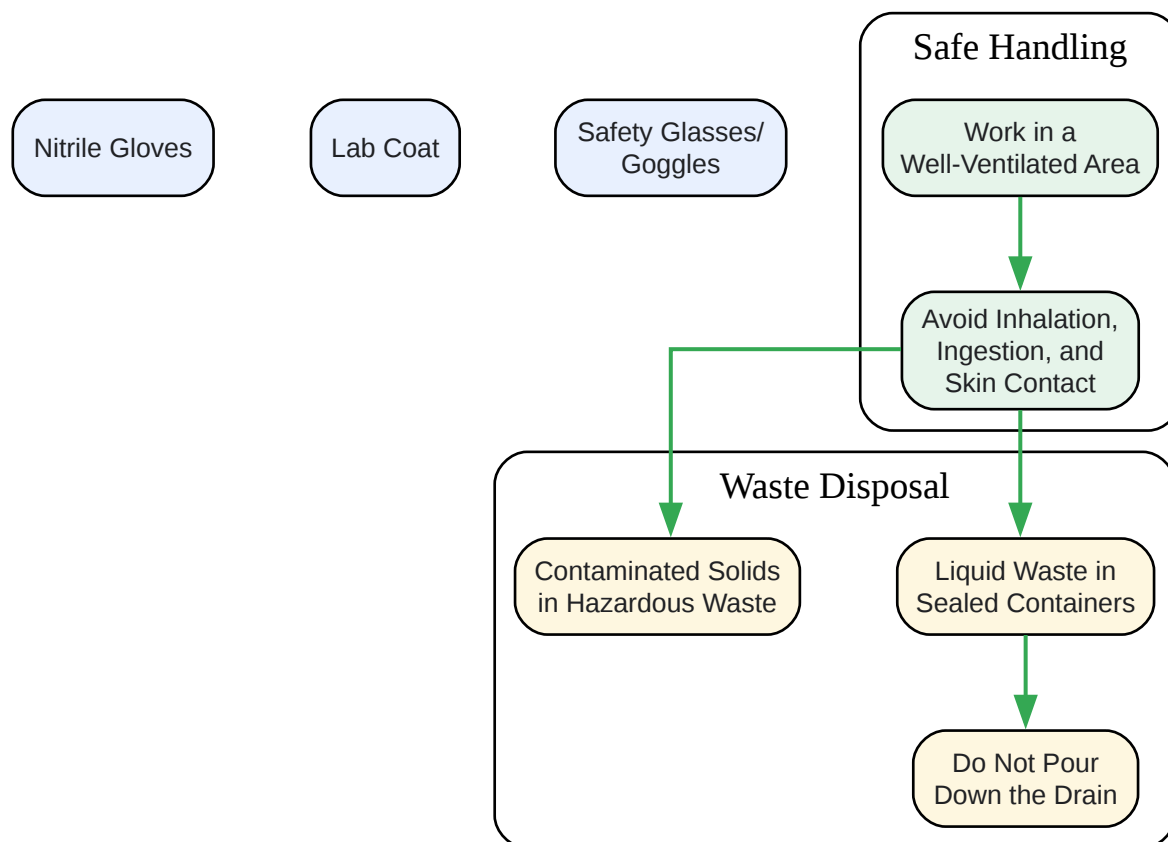 Safe Handling
Nitrile Gloves
Lab Coat
Safety Glasses/
Goggles
Work in a
Well-Ventilated Area
Avoid Inhalation,
Ingestion, and
Skin Contact
Waste Disposal
Contaminated Solids
in Hazardous Waste
Liquid Waste in
Sealed Containers
Do Not Pour
Down the Drain